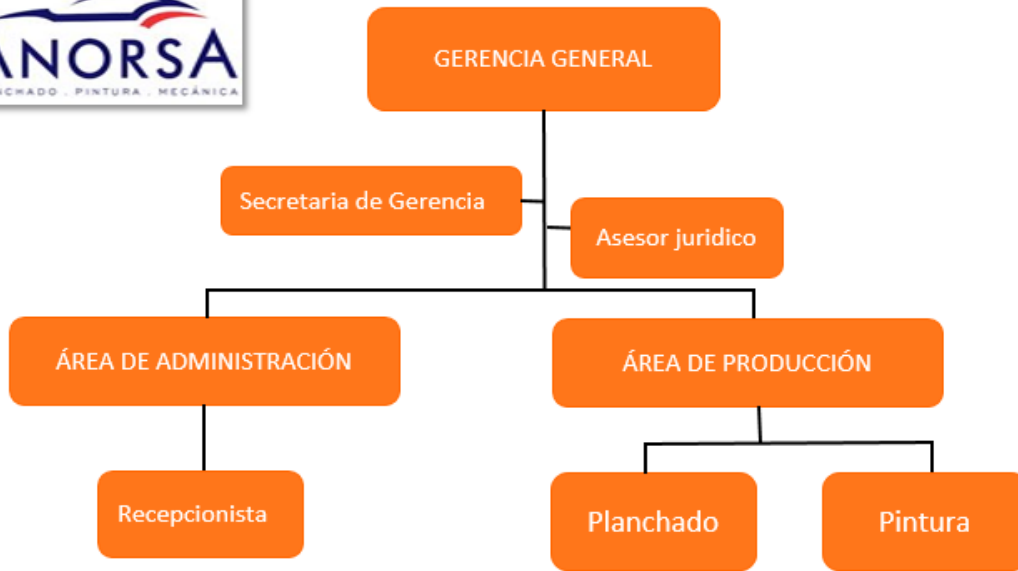 ANORSA
PLANCHADO . PINTURA . MECÁNICA
GERENCIA GENERAL
Secretaria de Gerencia
Asesor juridico
ÁREA DE ADMINISTRACIÓN
ÁREA DE PRODUCCIÓN
Recepcionista
Planchado
Pintura